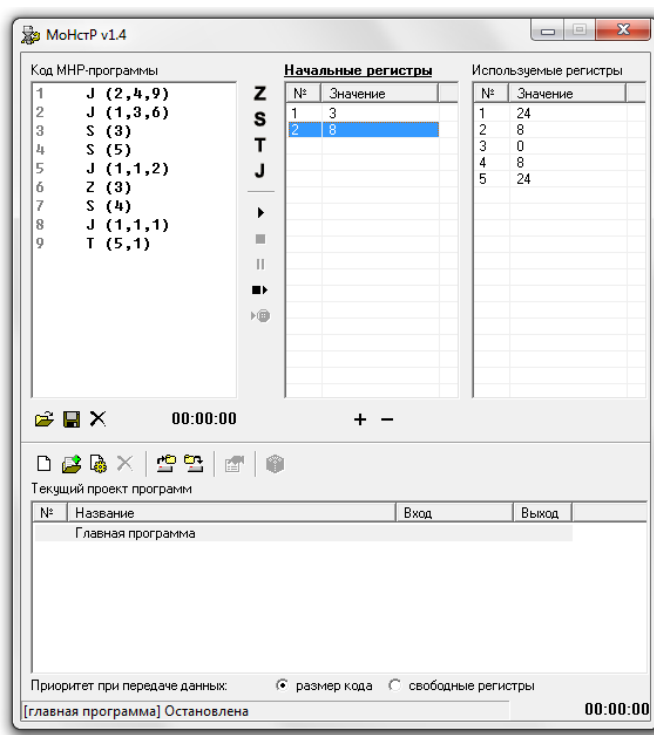 МоНстР v1.4
Код МНР-программы
1 J (2,4,9)
2 J (1,3,6)
3 S (3)
4 S (5)
5 J (1,1,2)
6 Z (3)
7 S (4)
8 J (1,1,1)
9 T (5,1)
Z
S
T
J
Начальные регистры
№ Значение
1 3
2 8
Используемые регистры
№ Значение
1 24
2 8
3 0
4 8
5 24
00:00:00
+ −
Текущий проект программ
№ Название Вход Выход
Главная программа
Приоритет при передаче данных: размер кода свободные регистры
[главная программа] Остановлена 00:00:00